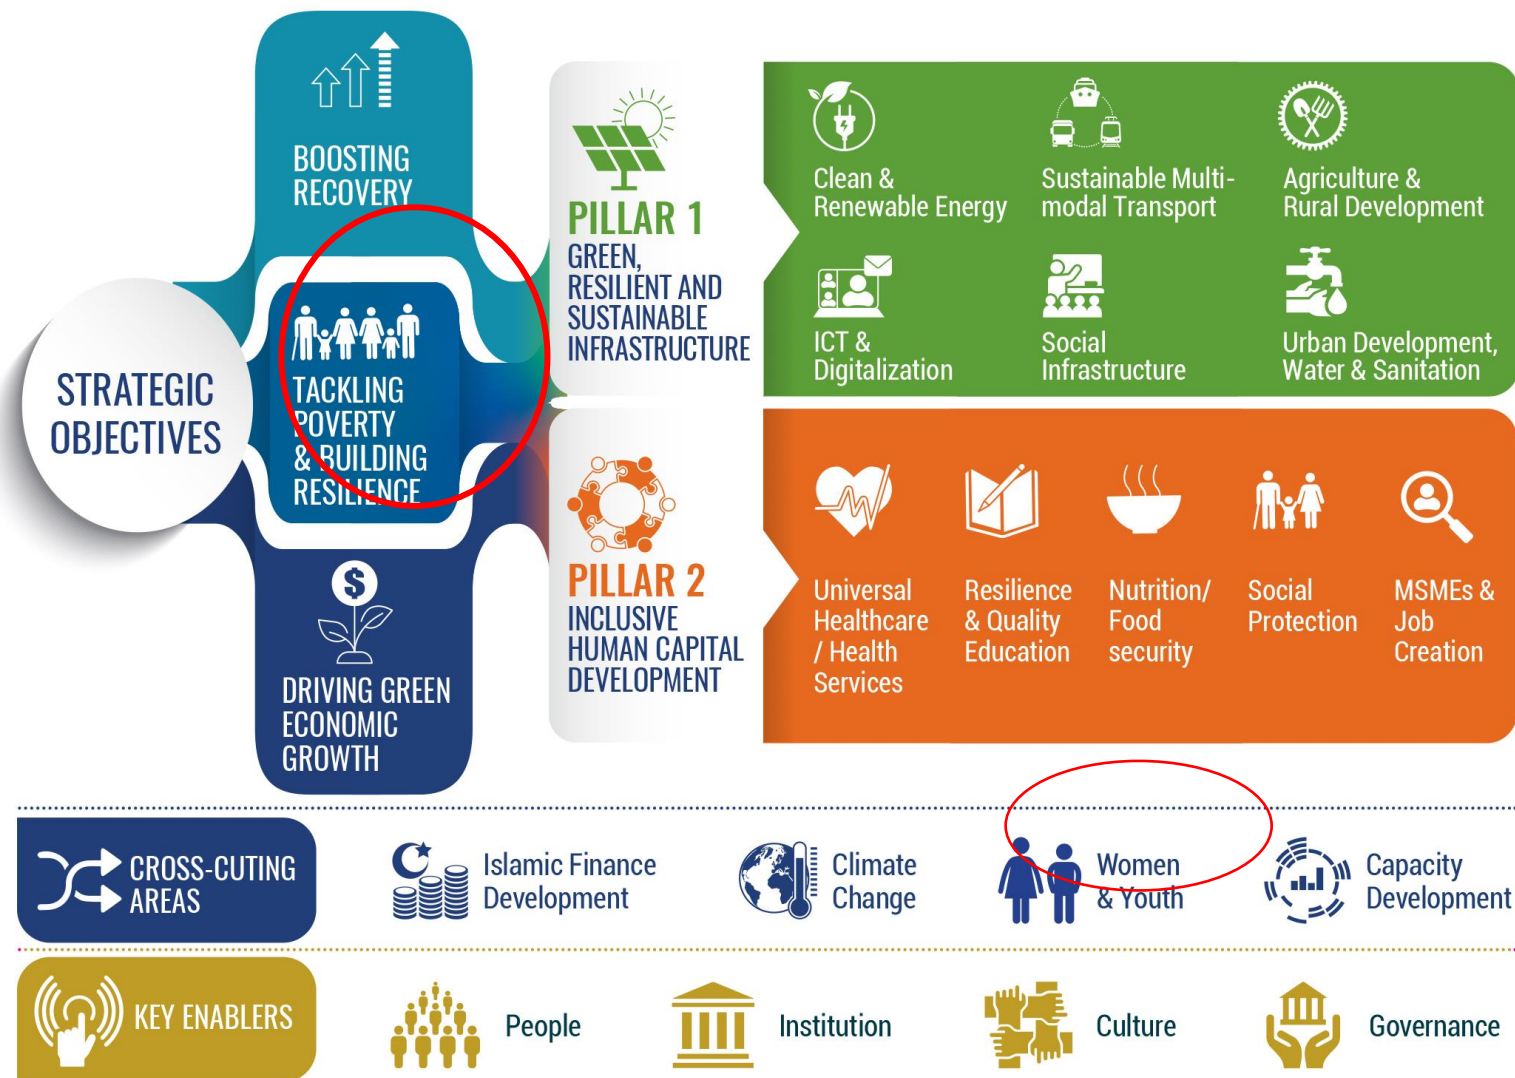 BOOSTING
RECOVERY
STRATEGIC
OBJECTIVES
TACKLING
POVERTY
& BUILDING
RESILIENCE
$
DRIVING GREEN
ECONOMIC
GROWTH
PILLAR 1
GREEN,
RESILIENT AND
SUSTAINABLE
INFRASTRUCTURE
Clean &
Renewable Energy
Sustainable Multi-
modal Transport
Agriculture &
Rural Development
ICT &
Digitalization
Social
Infrastructure
Urban Development,
Water & Sanitation
PILLAR 2
INCLUSIVE
HUMAN CAPITAL
DEVELOPMENT
Universal
Healthcare
/ Health
Services
Resilience
& Quality
Education
Nutrition/
Food
security
Social
Protection
MSMEs &
Job
Creation
CROSS-CUTING
AREAS
Islamic Finance
Development
Climate
Change
Women
& Youth
Capacity
Development
KEY ENABLERS
People
Institution
Culture
Governance